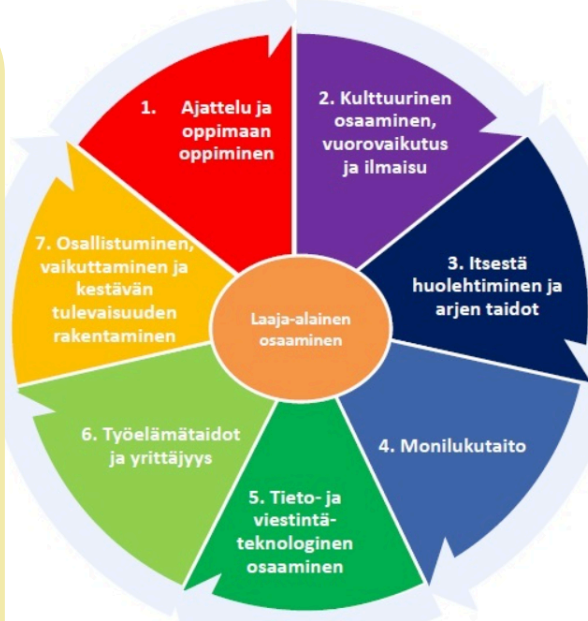 1. Ajattelu ja
oppimaan
oppiminen
2. Kulttuurinen
osaaminen,
vuorovaikutus
ja ilmaisu
3. Itsestä
huolehtiminen ja
arjen taidot
4. Monilukutaito
5. Tieto- ja
viestintä-
teknologinen
osaaminen
6. Työelämätaidot
ja yrittäjyys
7. Osallistuminen,
vaikuttaminen ja
kestävän
tulevaisuuden
rakentaminen
Laaja-alainen
osaaminen